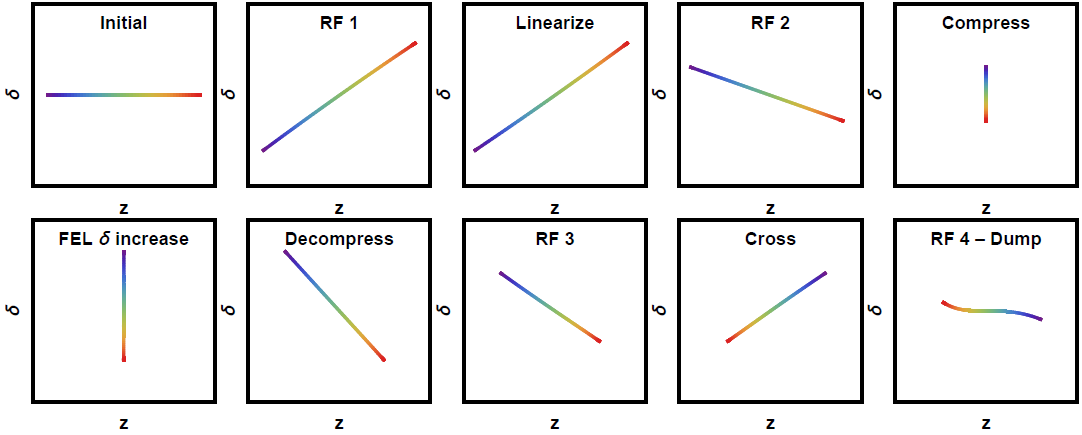 Initial
RF 1
Linearize
RF 2
Compress
δ
δ
δ
δ
δ
z
z
z
z
z
FEL δ increase
Decompress
RF 3
Cross
RF 4 – Dump
δ
δ
δ
δ
δ
z
z
z
z
z